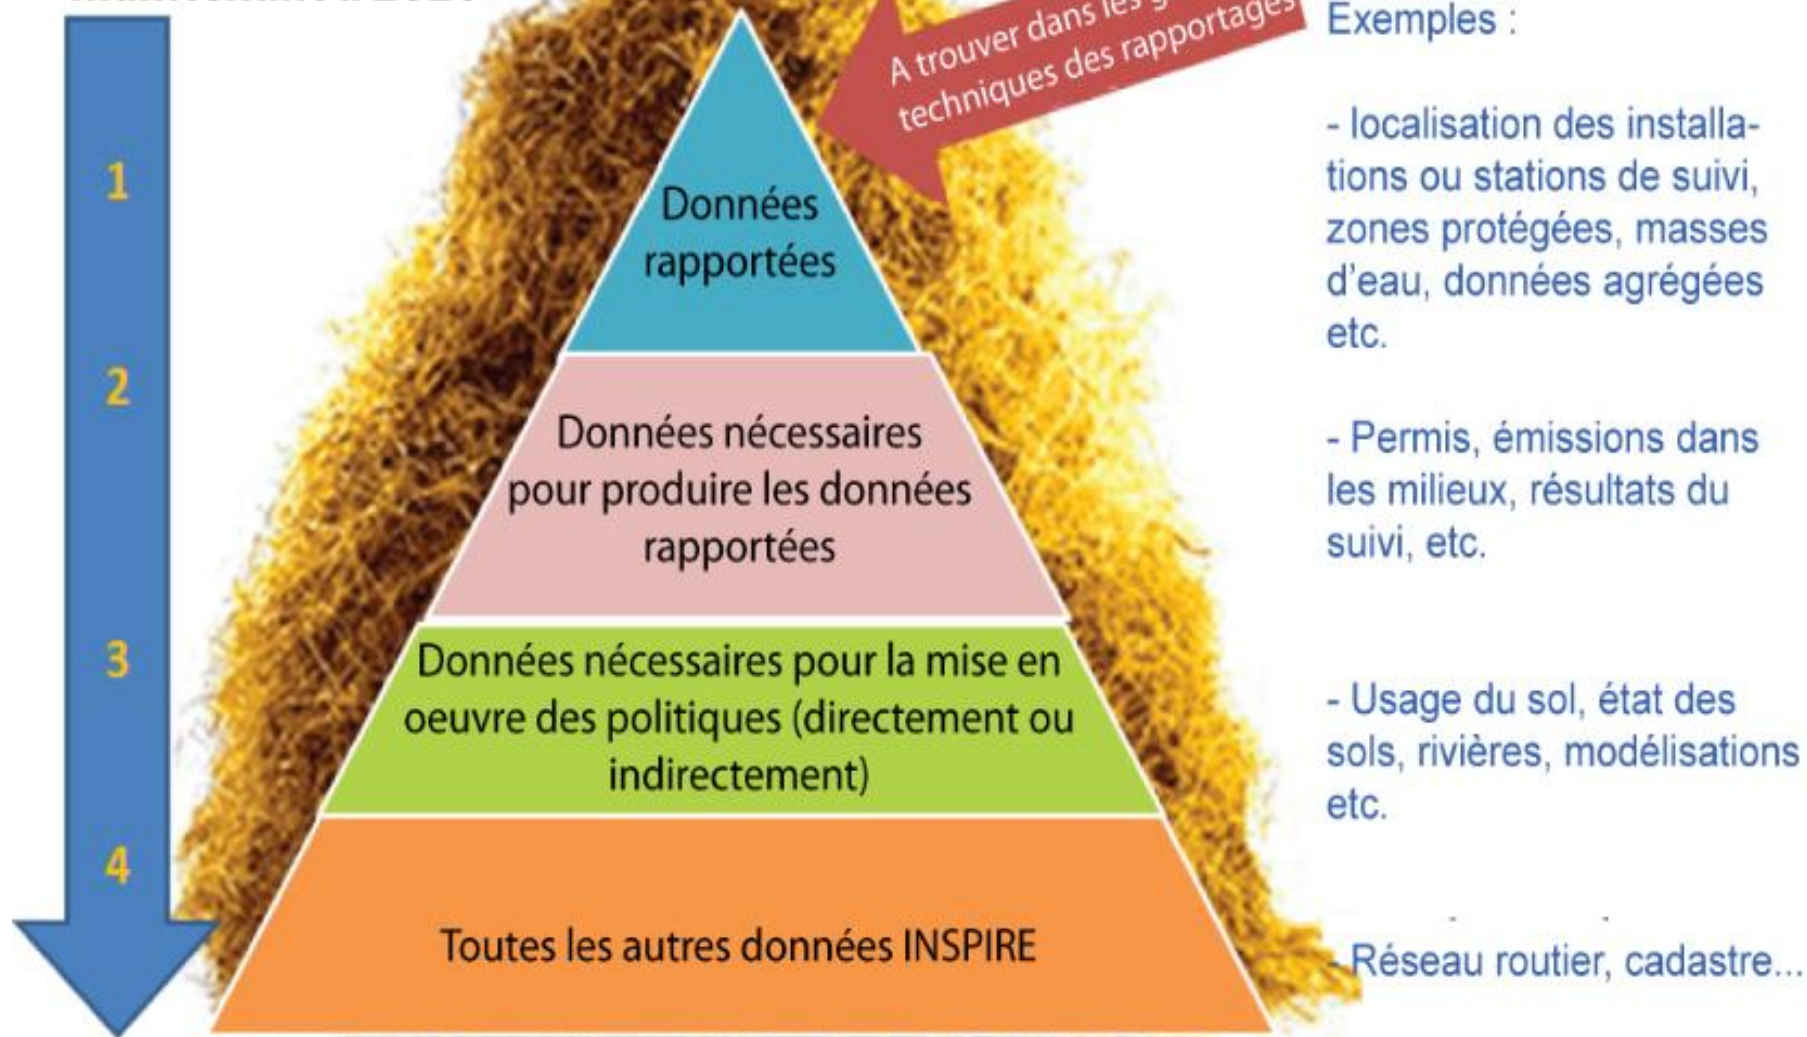 Exemples :
A trouver dans les
techniques des rapportages
1
2
3
4
Données
rapportées
- localisation des installa-
tions ou stations de suivi,
zones protégées, masses
d'eau, données agrégées
etc.
Données nécessaires
pour produire les données
rapportées
- Permis, émissions dans
les milieux, résultats du
suivi, etc.
Données nécessaires pour la mise en
oeuvre des politiques (directement ou
indirectement)
- Usage du sol, état des
sols, rivières, modélisations
etc.
Toutes les autres données INSPIRE
- Réseau routier, cadastre...